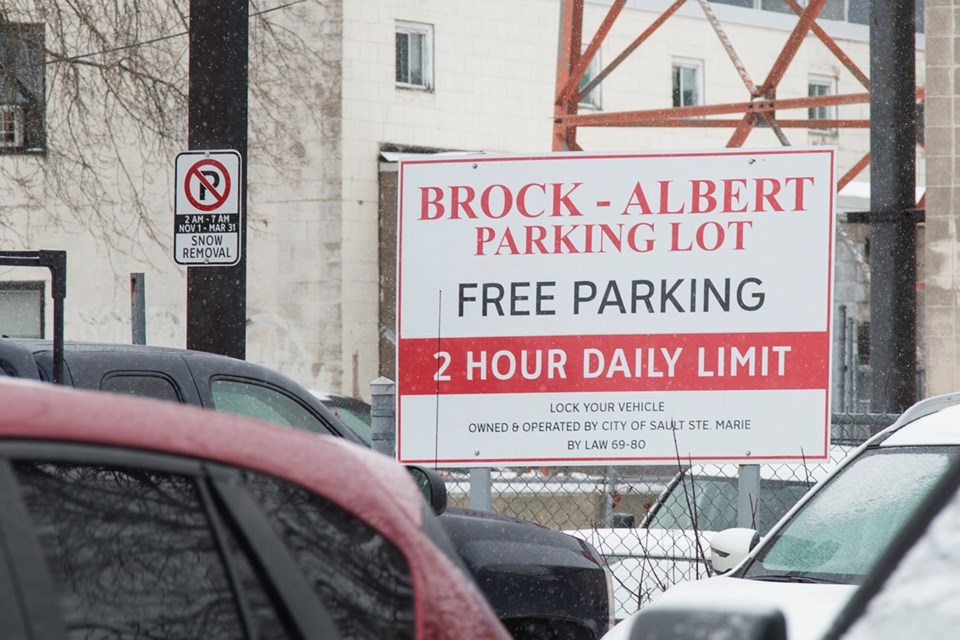 P
2 AM - 7 AM
NOV 1 - MAR 31
SNOW
REMOVAL
BROCK - ALBERT
PARKING LOT
FREE PARKING
2 HOUR DAILY LIMIT
LOCK YOUR VEHICLE
OWNED & OPERATED BY CITY OF SAULT STE. MARIE
BY LAW 69-80